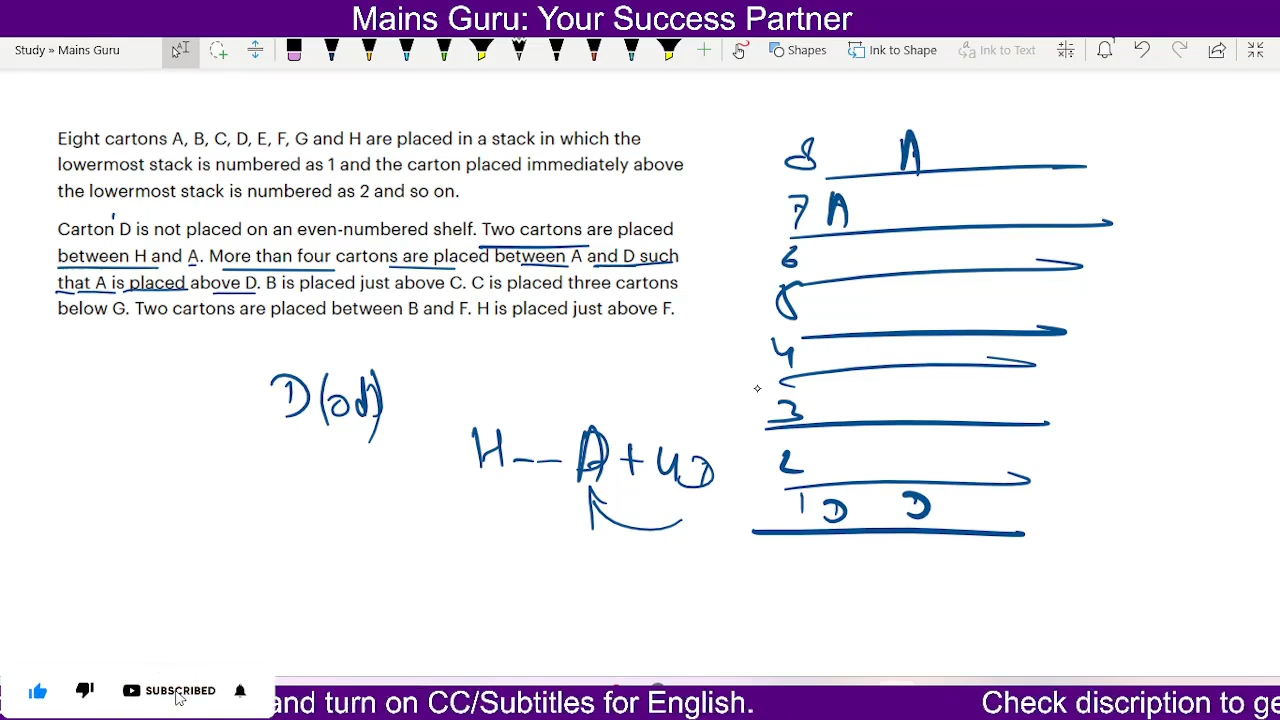 Mains Guru: Your Success Partner
Study » Mains Guru
Shapes
Ink to Shape
Ink to Text
Eight cartons A, B, C, D, E, F, G and H are placed in a stack in which the
lowermost stack is numbered as 1 and the carton placed immediately above
the lowermost stack is numbered as 2 and so on.
Carton D is not placed on an even-numbered shelf. Two cartons are placed
between H and A. More than four cartons are placed between A and D such
that A is placed above D. B is placed just above C. C is placed three cartons
below G. Two cartons are placed between B and F. H is placed just above F.
D(odd)
H -- A + 4 D
8 A
7 A
6
5
4
3
2
1 D D
SUBSCRIBED
and turn on CC/Subtitles for English.
Check discription to ge